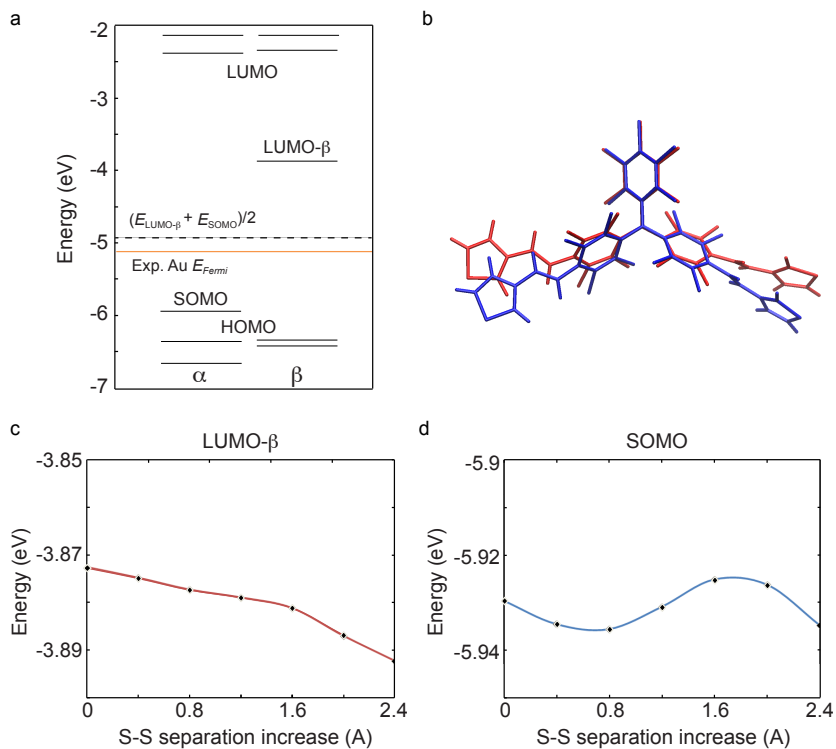 a
-2
LUMO
-3
LUMO-β
-4
(E_LUMO-β + E_SOMO)/2
-5
Exp. Au E_Fermi
SOMO
-6
HOMO
-7
α β
Energy (eV)
b
c
LUMO-β
-3.85
-3.87
-3.89
Energy (eV)
0 0.8 1.6 2.4
S-S separation increase (A)
d
SOMO
-5.9
-5.92
-5.94
Energy (eV)
0 0.8 1.6 2.4
S-S separation increase (A)